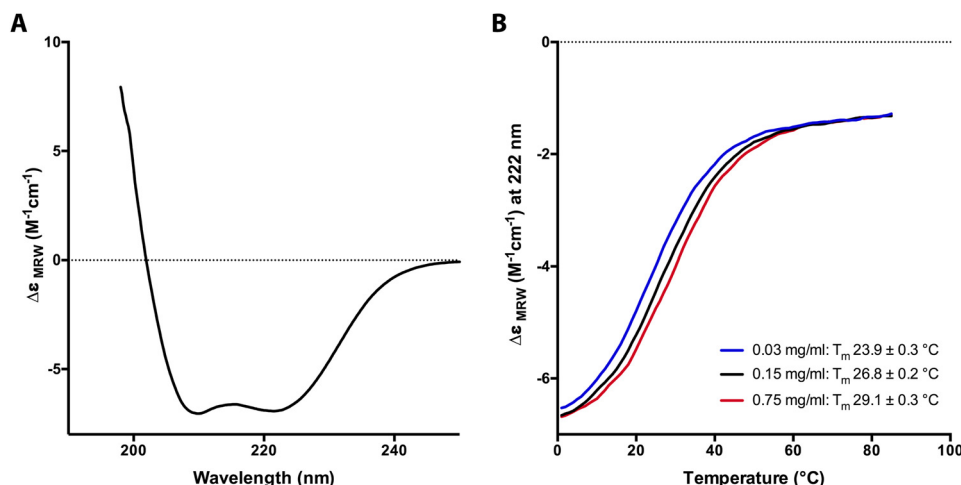 A
10
5
0
-5
Δε MRW (M-1cm-1)
200
220
240
Wavelength (nm)
B
0
-2
-4
-6
Δε MRW (M-1cm-1) at 222 nm
0.03 mg/ml: Tm 23.9 ± 0.3 °C
0.15 mg/ml: Tm 26.8 ± 0.2 °C
0.75 mg/ml: Tm 29.1 ± 0.3 °C
0
20
40
60
80
100
Temperature (°C)